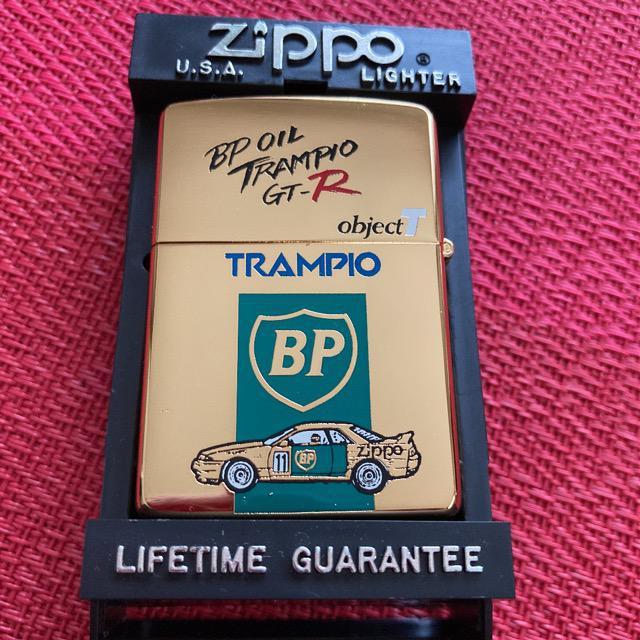 zippo®
U.S.A. LIGHTER
BP OIL
TRAMPIO
GT-R
objectT
TRAMPIO
BP
zippo
11 BP
LIFETIME GUARANTEE